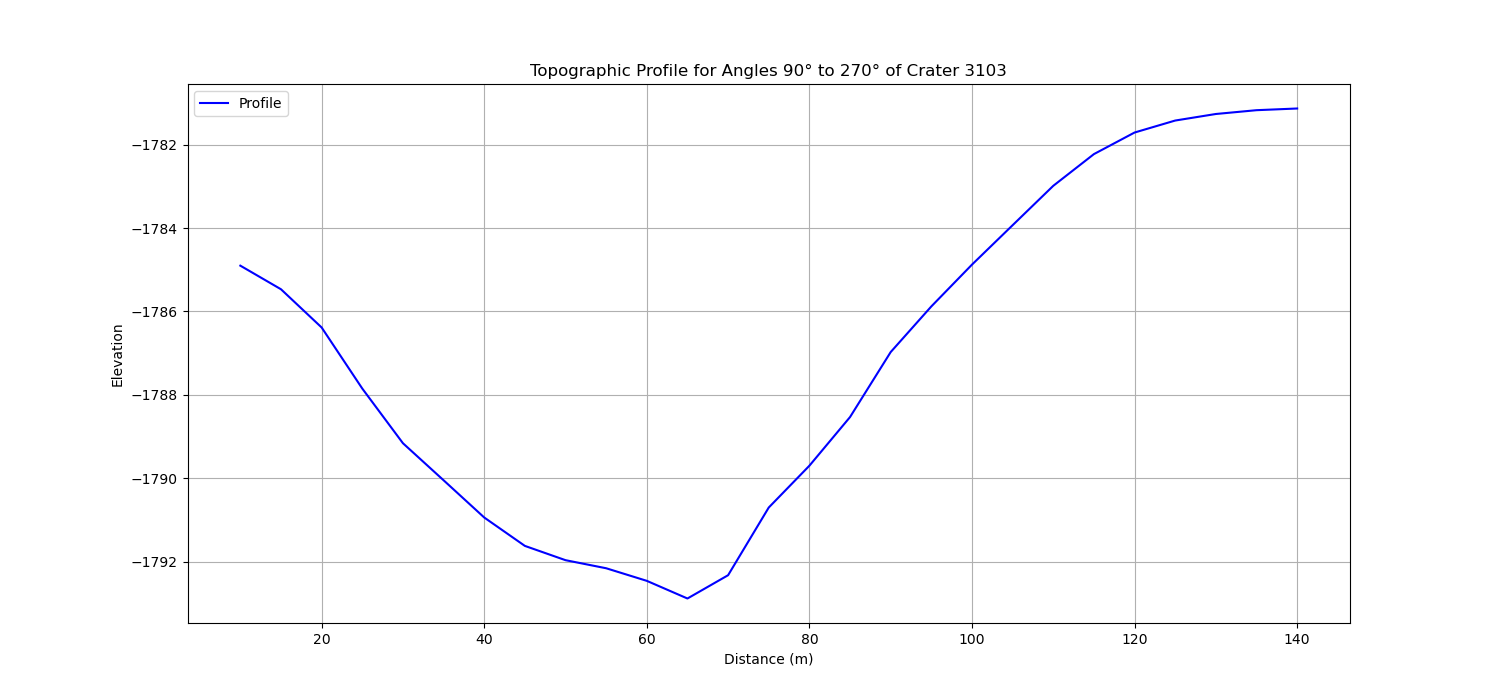 Topographic Profile for Angles 90° to 270° of Crater 3103
Profile
−1782
−1784
−1786
−1788
−1790
−1792
Elevation
20 40 60 80 100 120 140
Distance (m)